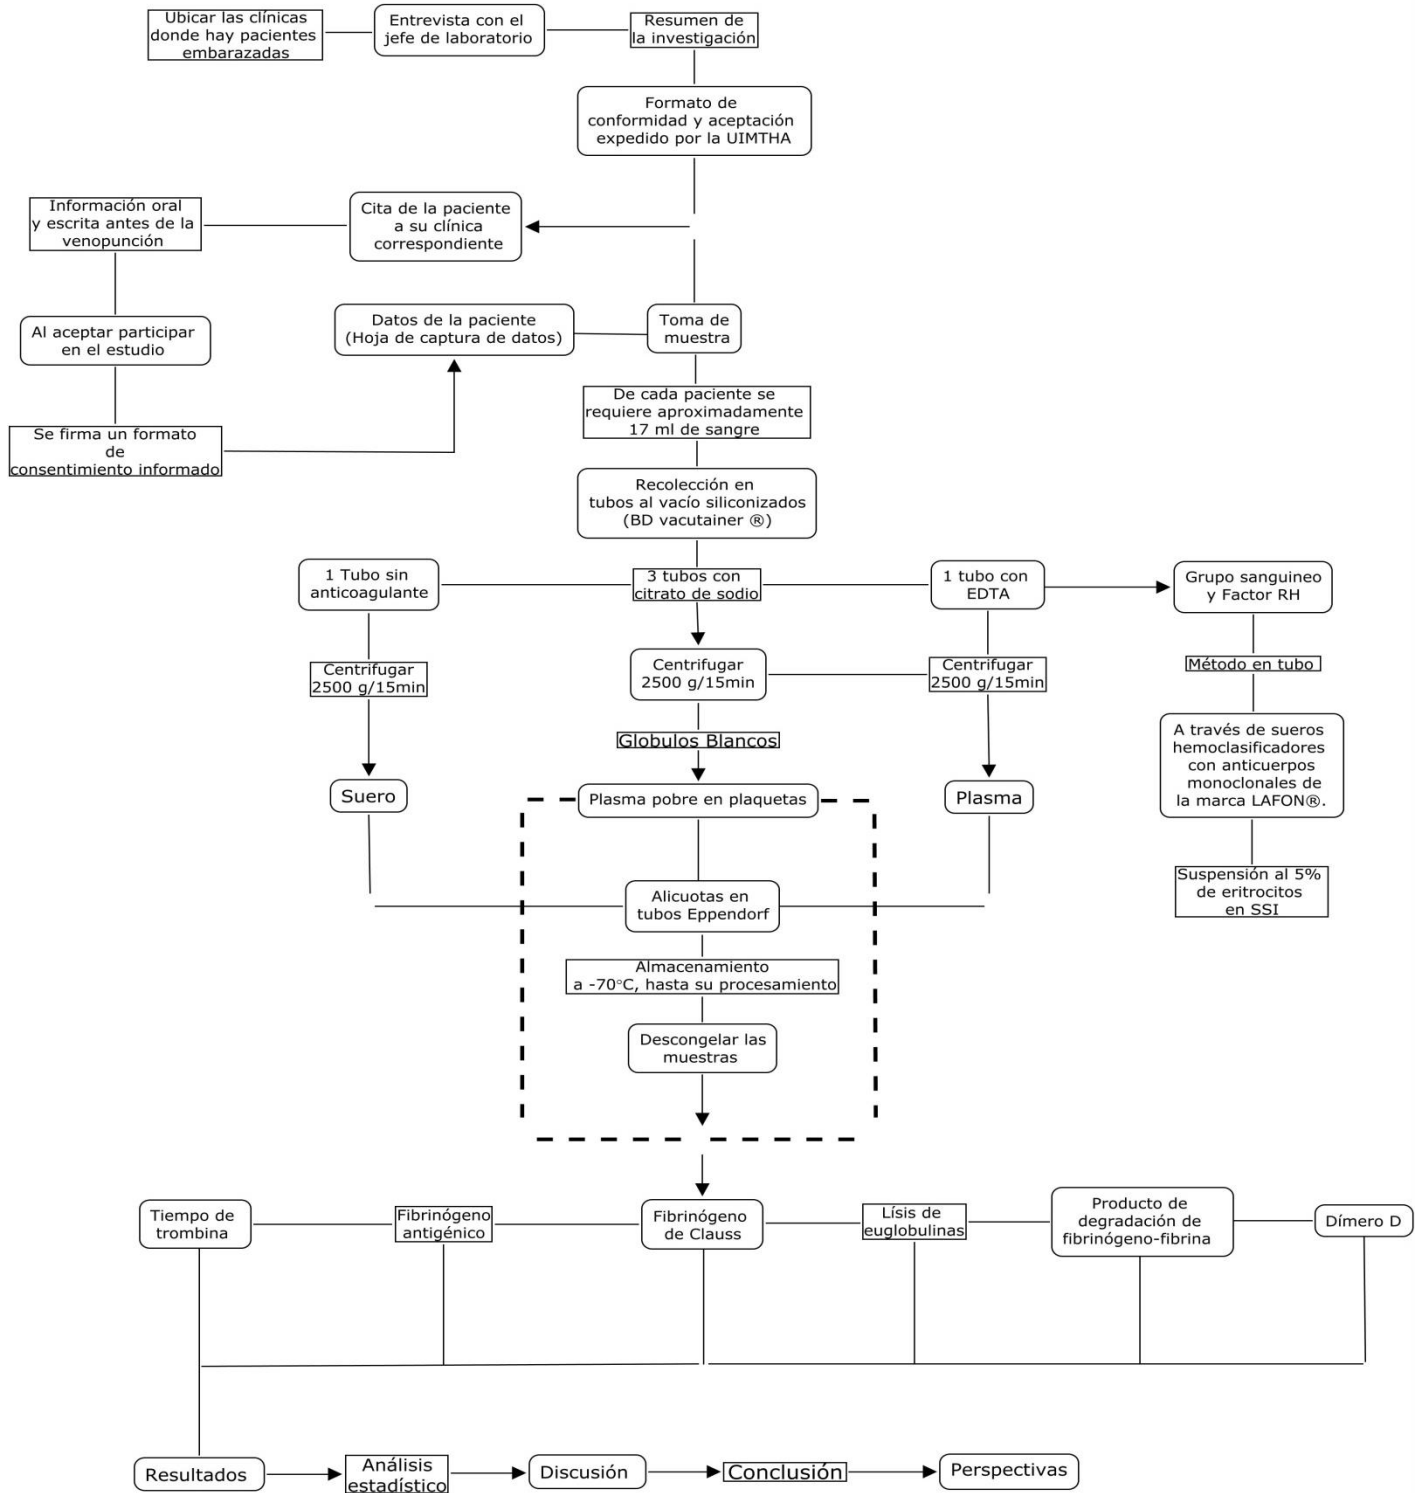 Ubicar las clínicas
donde hay pacientes
embarazadas
Entrevista con el
jefe de laboratorio
Resumen de
la investigación
Formato de
conformidad y aceptación
expedido por la UIMTHA
Información oral
y escrita antes de la
venopunción
Cita de la paciente
a su clínica
correspondiente
Al aceptar participar
en el estudio
Datos de la paciente
(Hoja de captura de datos)
Toma de
muestra
Se firma un formato
de
consentimiento informado
De cada paciente se
requiere aproximadamente
17 ml de sangre
Recolección en
tubos al vacío siliconizados
(BD vacutainer ®)
1 Tubo sin
anticoagulante
3 tubos con
citrato de sodio
1 tubo con
EDTA
Grupo sanguineo
y Factor RH
Centrifugar
2500 g/15min
Centrifugar
2500 g/15min
Centrifugar
2500 g/15min
Método en tubo
Globulos Blancos
A través de sueros
hemoclasificadores
con anticuerpos
monoclonales de
la marca LAFON®.
Suero
Plasma pobre en plaquetas
Plasma
Alicuotas en
tubos Eppendorf
Suspensión al 5%
de eritrocitos
en SSI
Almacenamiento
a -70°C, hasta su procesamiento
Descongelar las
muestras
Tiempo de
trombina
Fibrinógeno
antigénico
Fibrinógeno
de Clauss
Lísis de
euglobulinas
Producto de
degradación de
fibrinógeno-fibrina
Dímero D
Resultados
Análisis
estadístico
Discusión
Conclusión
Perspectivas